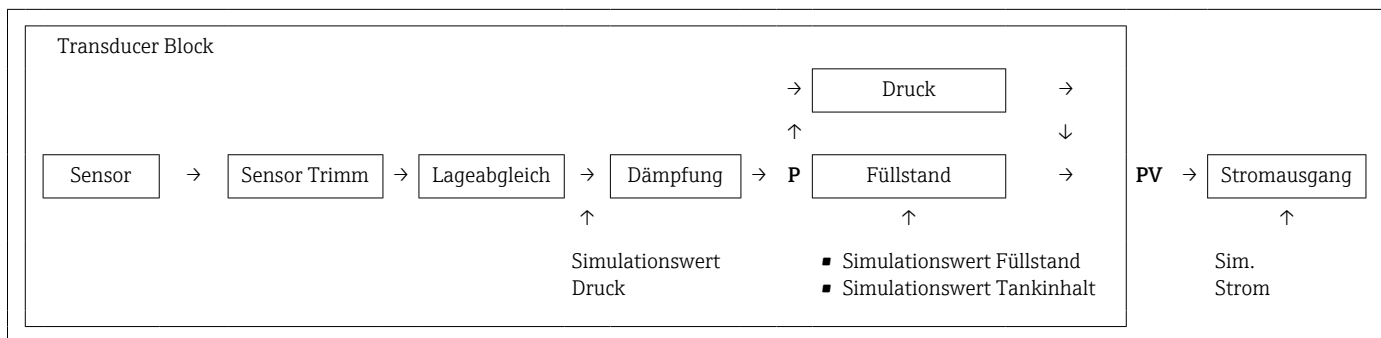 Transducer Block
→ Druck →
↑ ↓
Sensor → Sensor Trimm → Lageabgleich → Dämpfung → P Füllstand → PV → Stromausgang
↑ ↑ ↑
Simulationswert ▪ Simulationswert Füllstand Sim.
Druck ▪ Simulationswert Tankinhalt Strom